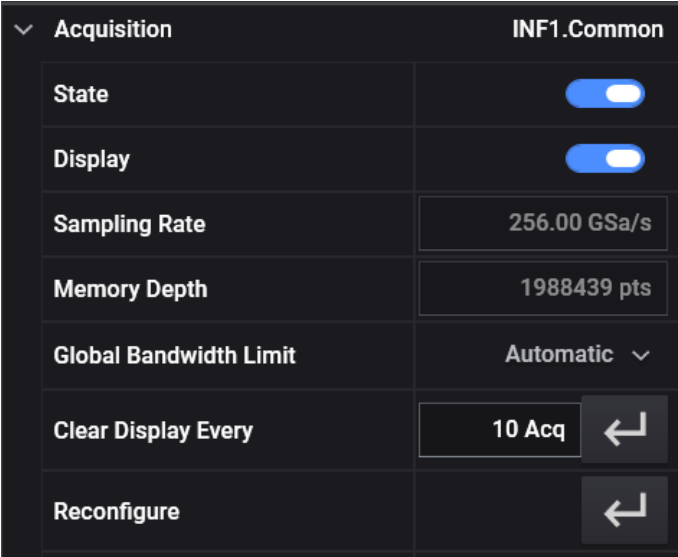 Acquisition INF1.Common
State
Display
Sampling Rate 256.00 GSa/s
Memory Depth 1988439 pts
Global Bandwidth Limit Automatic
Clear Display Every 10 Acq
Reconfigure